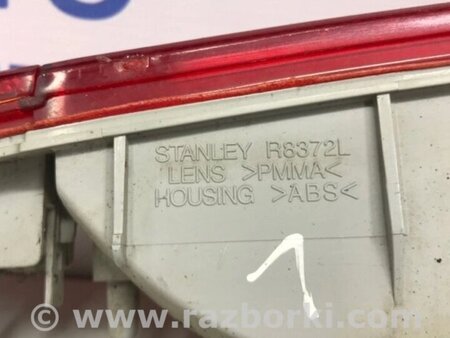 STANLEY R8372L
LENS >PMMA<
HOUSING >ABS<
www.razborki.com